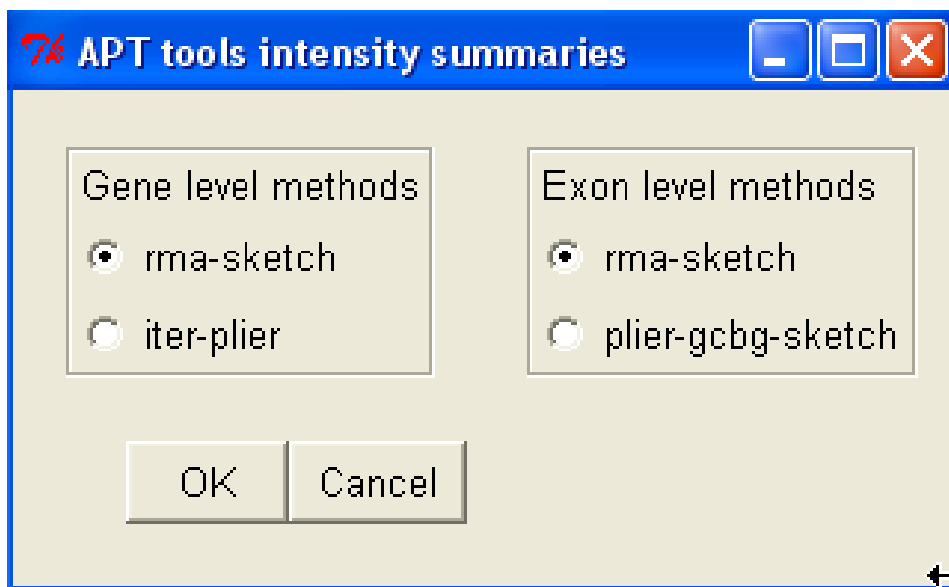 APT tools intensity summaries
Gene level methods
rma-sketch
iter-plier
Exon level methods
rma-sketch
plier-gcbg-sketch
OK
Cancel